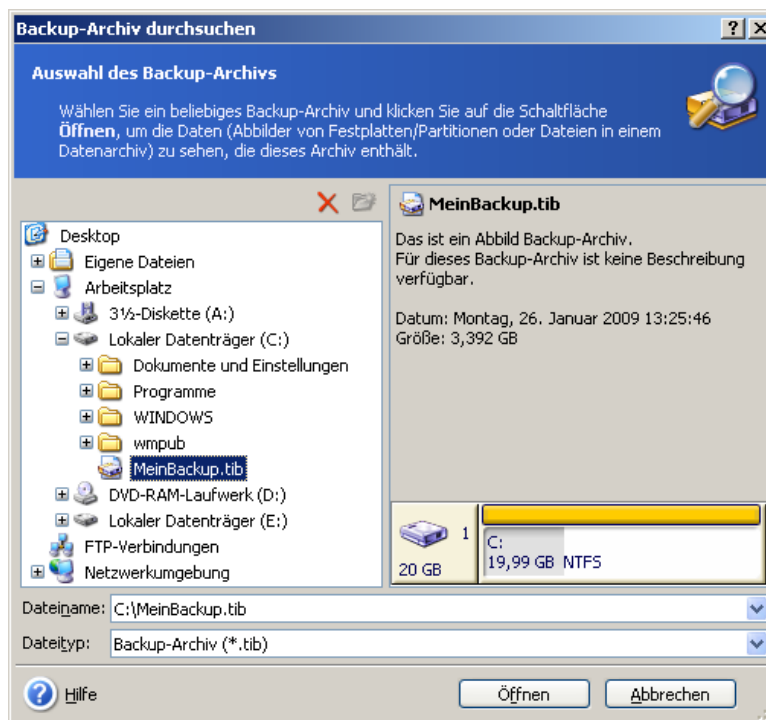 Backup-Archiv durchsuchen
Auswahl des Backup-Archivs
Wählen Sie ein beliebiges Backup-Archiv und klicken Sie auf die Schaltfläche
Öffnen, um die Daten (Abbilder von Festplatten/Partitionen oder Dateien in einem
Datenarchiv) zu sehen, die dieses Archiv enthält.
Desktop
Eigene Dateien
Arbeitsplatz
3½-Diskette (A:)
Lokaler Datenträger (C:)
Dokumente und Einstellungen
Programme
WINDOWS
wmpub
MeinBackup.tib
DVD-RAM-Laufwerk (D:)
Lokaler Datenträger (E:)
FTP-Verbindungen
Netzwerkumgebung
MeinBackup.tib
Das ist ein Abbild Backup-Archiv.
Für dieses Backup-Archiv ist keine Beschreibung
verfügbar.
Datum: Montag, 26. Januar 2009 13:25:46
Größe: 3,392 GB
1
20 GB
C:
19,99 GB NTFS
Dateiname: C:\MeinBackup.tib
Dateityp: Backup-Archiv (*.tib)
Hilfe
Öffnen
Abbrechen